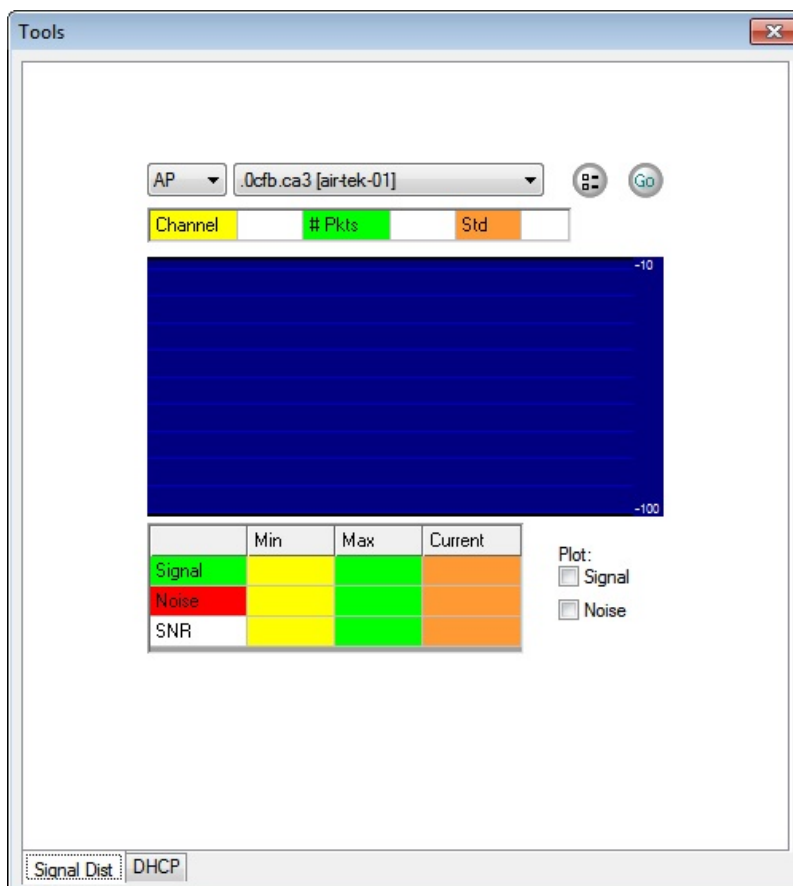 Tools
AP .0cfb.ca3 [air-tek-01] Go
Channel # Pkts Std
-10
-100
Min Max Current
Signal
Noise
SNR
Plot:
Signal
Noise
Signal Dist DHCP